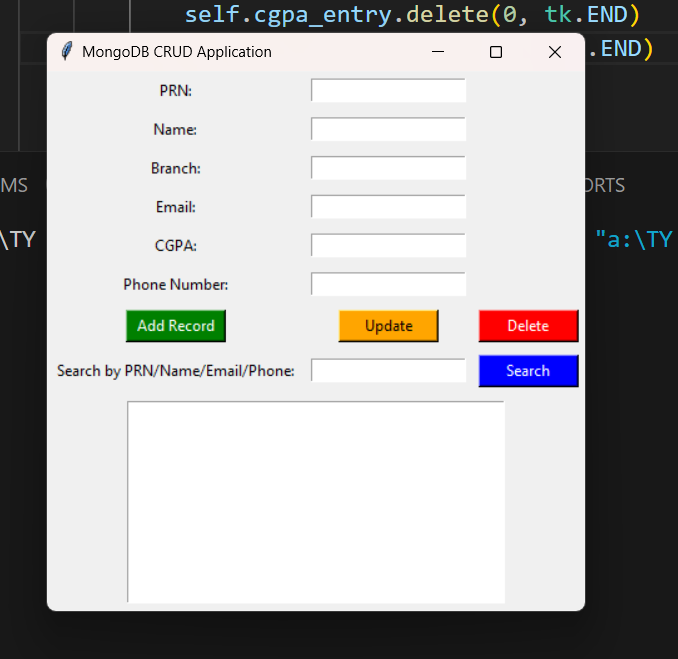 self.cgpa_entry.delete(0, tk.END)
MongoDB CRUD Application
.END)
PRN:
Name:
Branch:
MS
ORTS
Email:
\TY
"a:\TY
CGPA:
Phone Number:
Add Record Update Delete
Search by PRN/Name/Email/Phone: Search